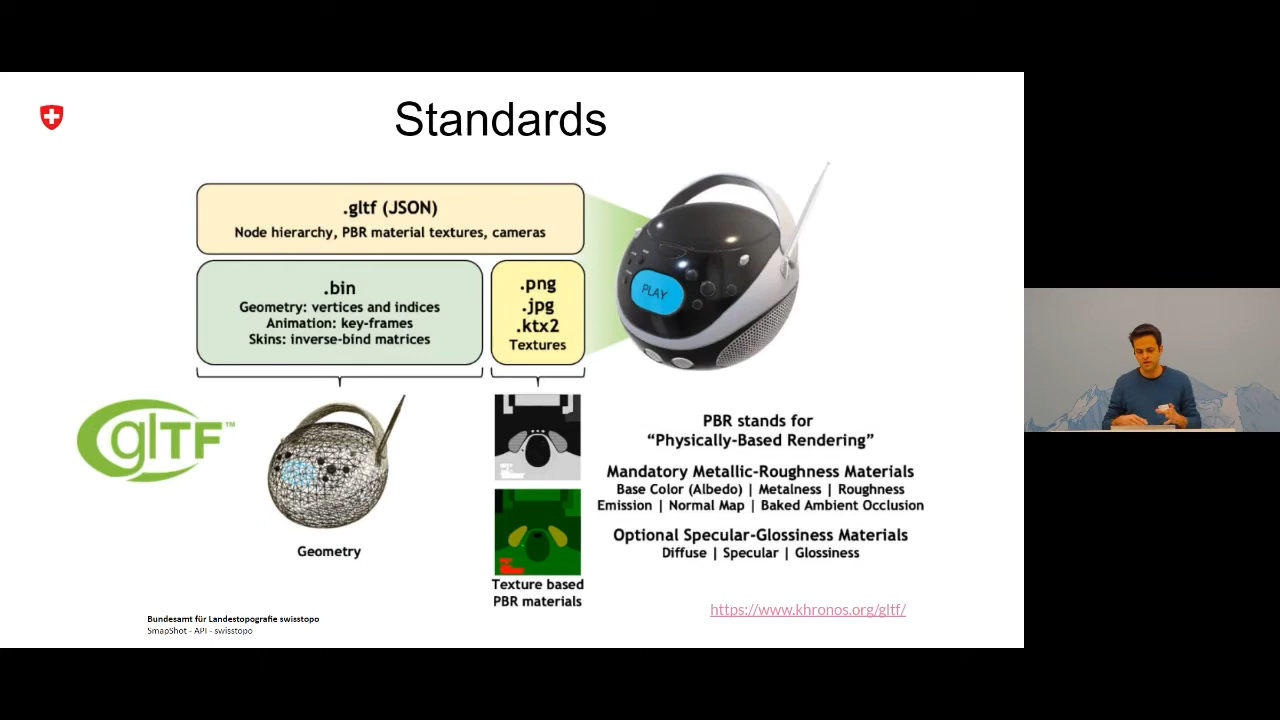 Standards
.gltf (JSON)
Node hierarchy, PBR material textures, cameras
.bin
Geometry: vertices and indices
Animation: key-frames
Skins: inverse-bind matrices
.png
.jpg
.ktx2
Textures
PLAY
glTF™
Geometry
Texture based
PBR materials
PBR stands for
“Physically-Based Rendering”
Mandatory Metallic-Roughness Materials
Base Color (Albedo) | Metalness | Roughness
Emission | Normal Map | Baked Ambient Occlusion
Optional Specular-Glossiness Materials
Diffuse | Specular | Glossiness
https://www.khronos.org/gltf/
Bundesamt für Landestopografie swisstopo
SmapShot - API - swisstopo